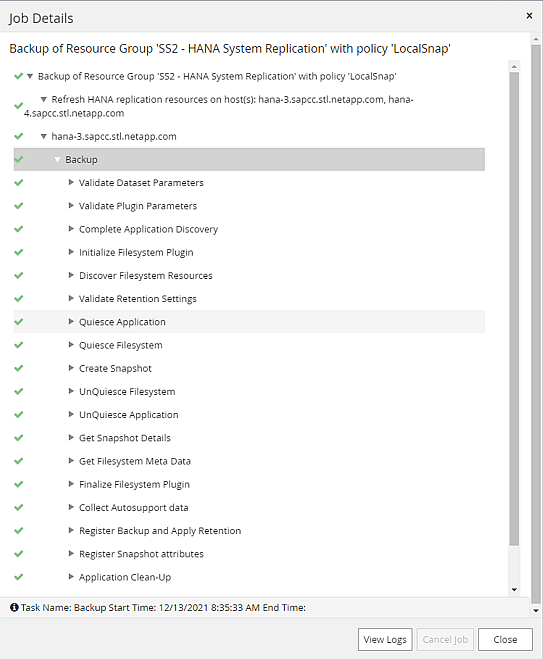 Job Details
×
Backup of Resource Group 'SS2 - HANA System Replication' with policy 'LocalSnap'
Backup of Resource Group 'SS2 - HANA System Replication' with policy 'LocalSnap'
Refresh HANA replication resources on host(s): hana-3.sapcc.stl.netapp.com, hana-
4.sapcc.stl.netapp.com
hana-3.sapcc.stl.netapp.com
Backup
Validate Dataset Parameters
Validate Plugin Parameters
Complete Application Discovery
Initialize Filesystem Plugin
Discover Filesystem Resources
Validate Retention Settings
Quiesce Application
Quiesce Filesystem
Create Snapshot
UnQuiesce Filesystem
UnQuiesce Application
Get Snapshot Details
Get Filesystem Meta Data
Finalize Filesystem Plugin
Collect Autosupport data
Register Backup and Apply Retention
Register Snapshot attributes
Application Clean-Up
Task Name: Backup Start Time: 12/13/2021 8:35:33 AM End Time:
View Logs Cancel Job Close